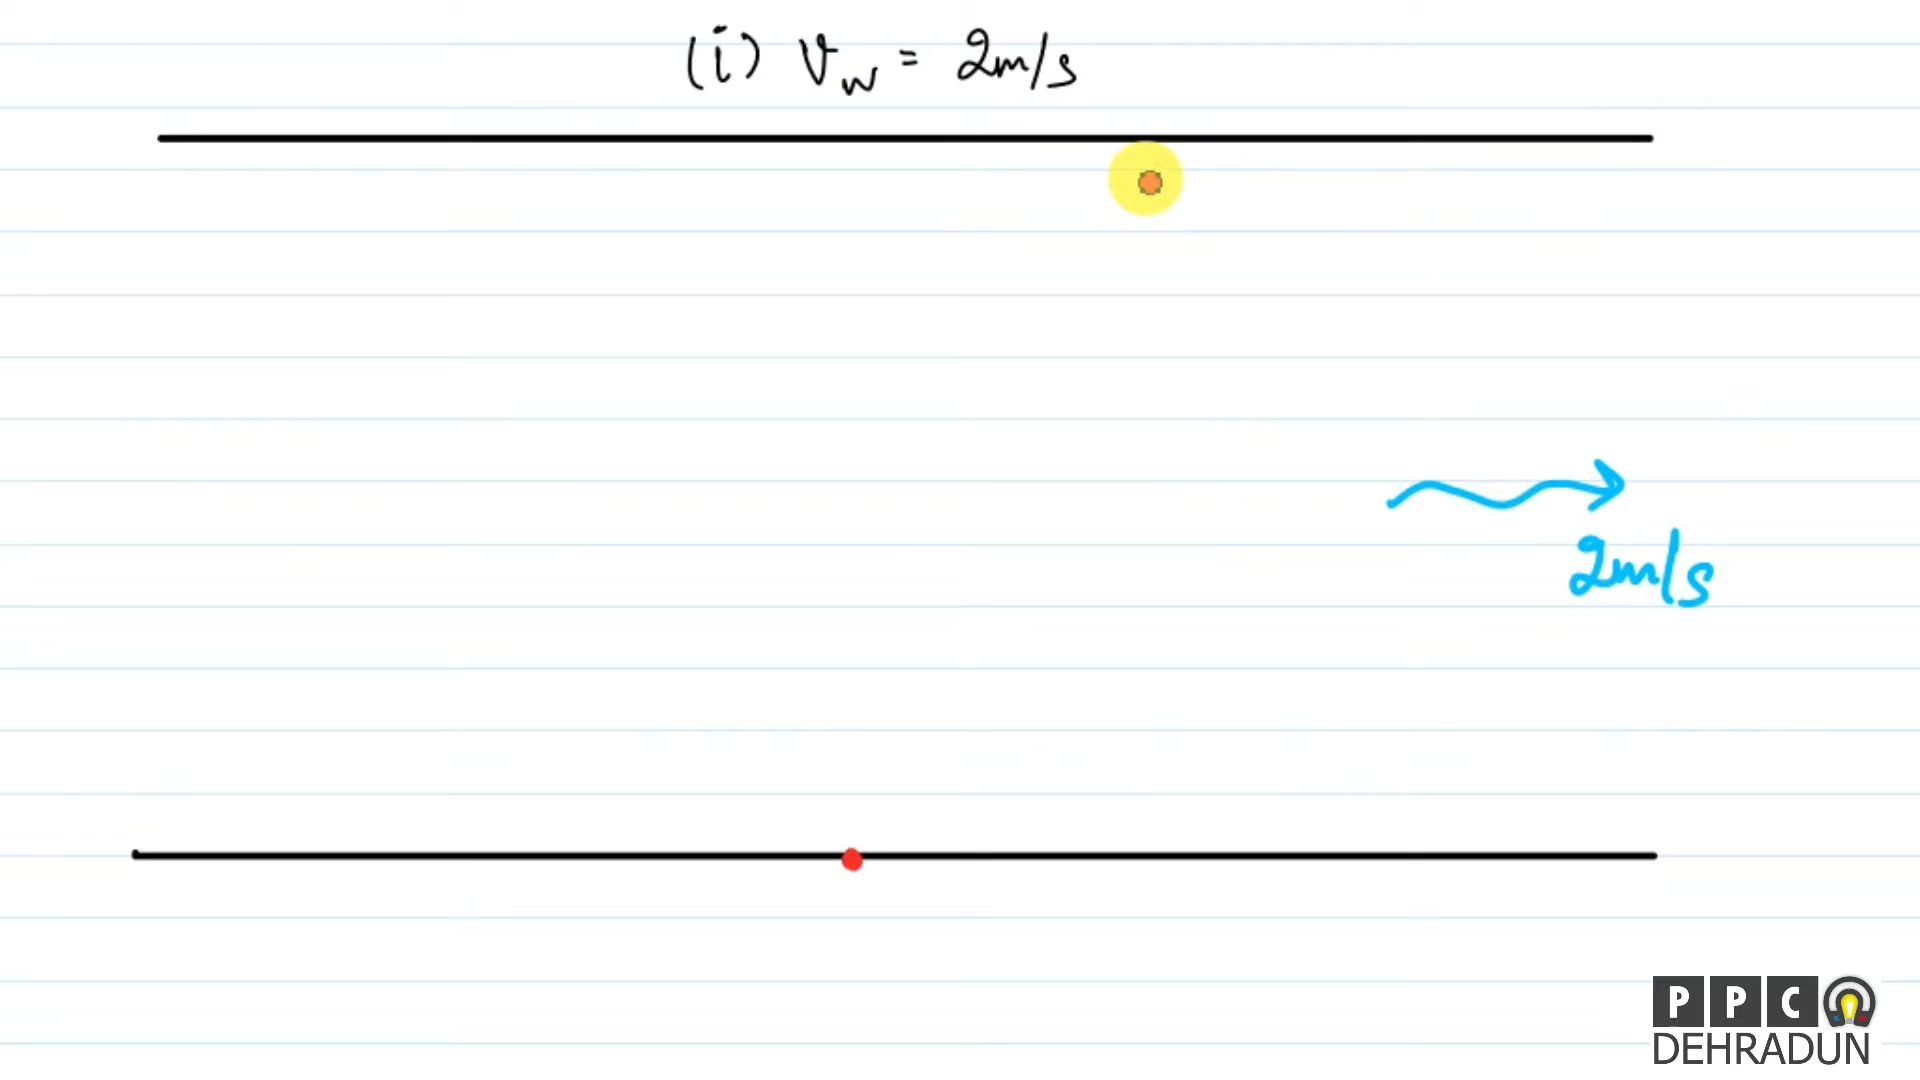 (i) v_w = 2m/s
2m/s
PPC
DEHRADUN